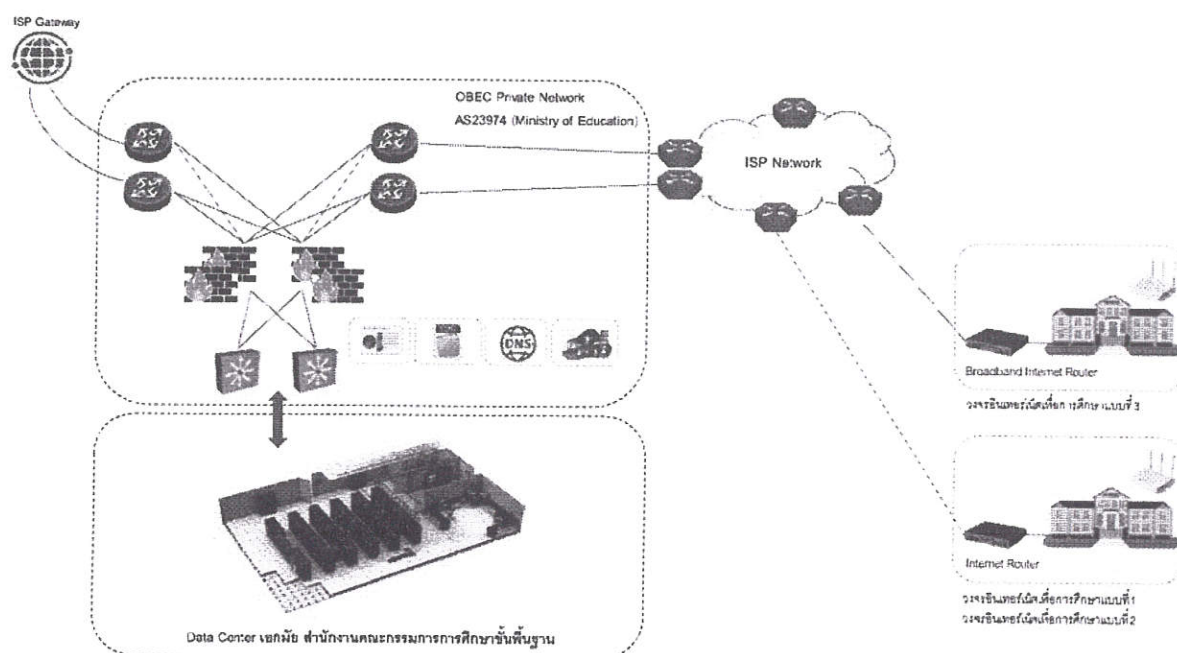 ISP Gateway
OBEC Private Network
AS23974 (Ministry of Education)
ISP Network
DNS
Broadband Internet Router
วงจรอินเทอร์เน็ตเพื่อการศึกษาแบบที่ 3
Internet Router
วงจรอินเทอร์เน็ตเพื่อการศึกษาแบบที่ 1
วงจรอินเทอร์เน็ตเพื่อการศึกษาแบบที่ 2
Data Center เอกมัย สำนักงานคณะกรรมการการศึกษาขั้นพื้นฐาน